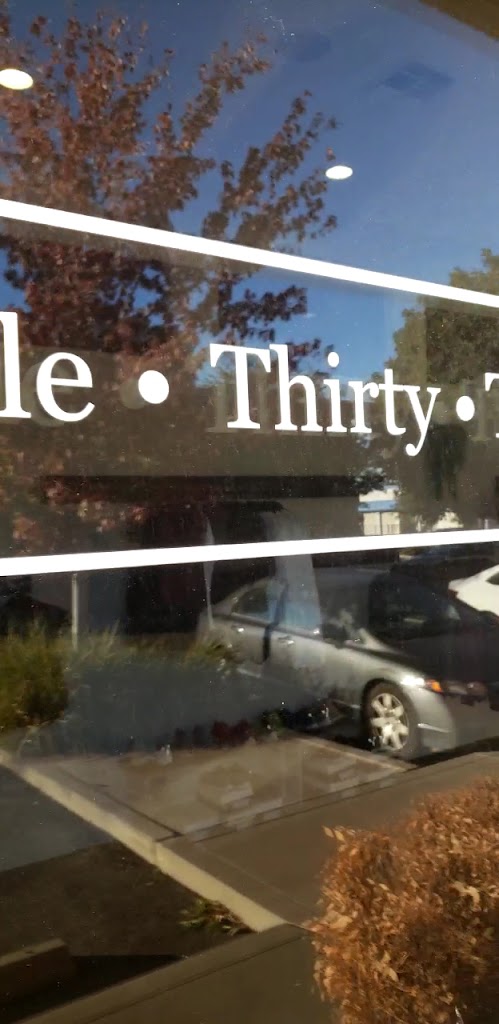 le • Thirty • T